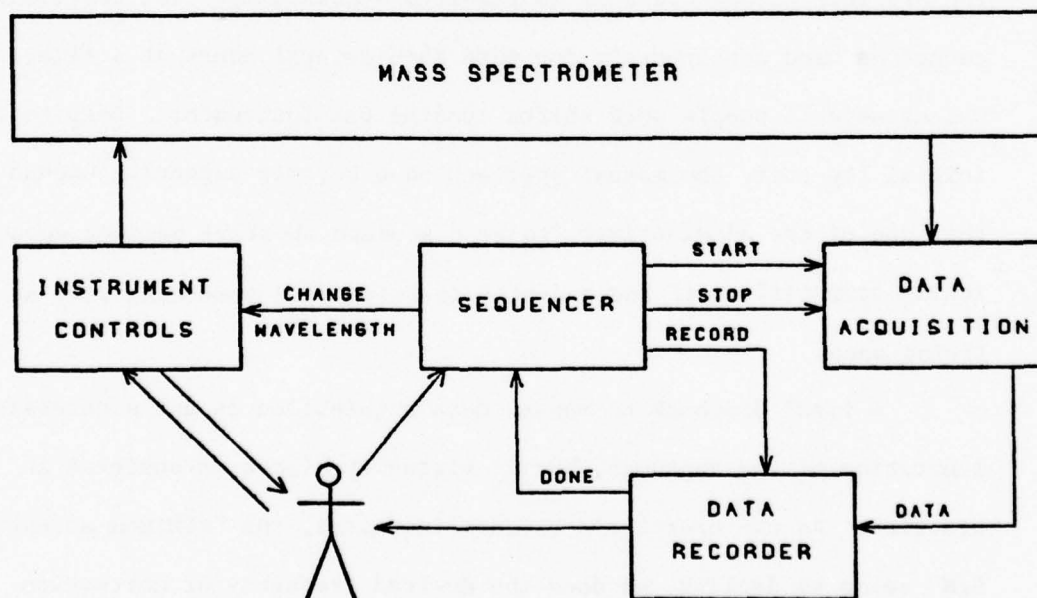 MASS SPECTROMETER
INSTRUMENT
CONTROLS
CHANGE
WAVELENGTH
SEQUENCER
START
STOP
RECORD
DATA
ACQUISITION
DONE
DATA
RECORDER
DATA